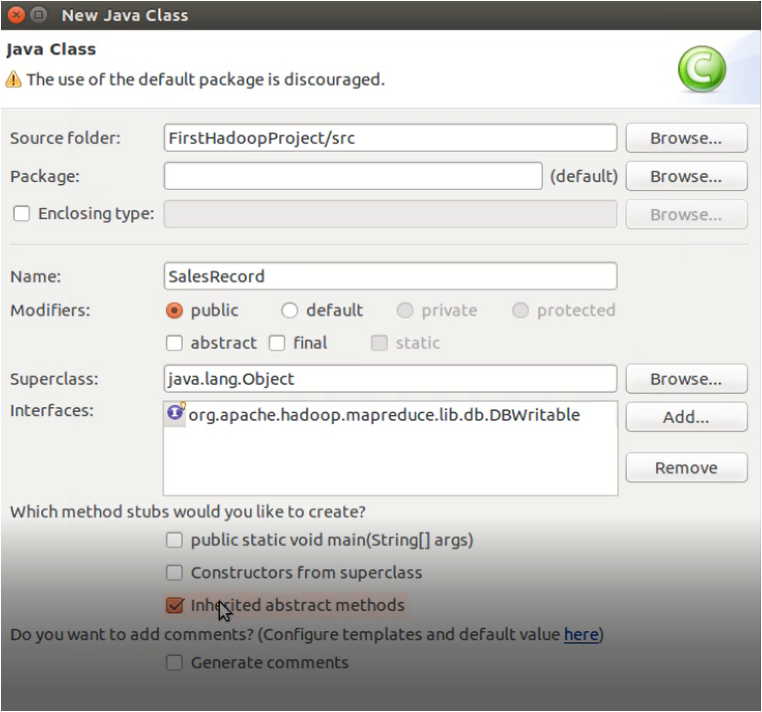 New Java Class
Java Class
The use of the default package is discouraged.
Source folder: FirstHadoopProject/src Browse...
Package: (default) Browse...
Enclosing type: Browse...
Name: SalesRecord
Modifiers: public default private protected
abstract final static
Superclass: java.lang.Object Browse...
Interfaces: org.apache.hadoop.mapreduce.lib.db.DBWritable Add...
Remove
Which method stubs would you like to create?
public static void main(String[] args)
Constructors from superclass
Inherited abstract methods
Do you want to add comments? (Configure templates and default value here)
Generate comments